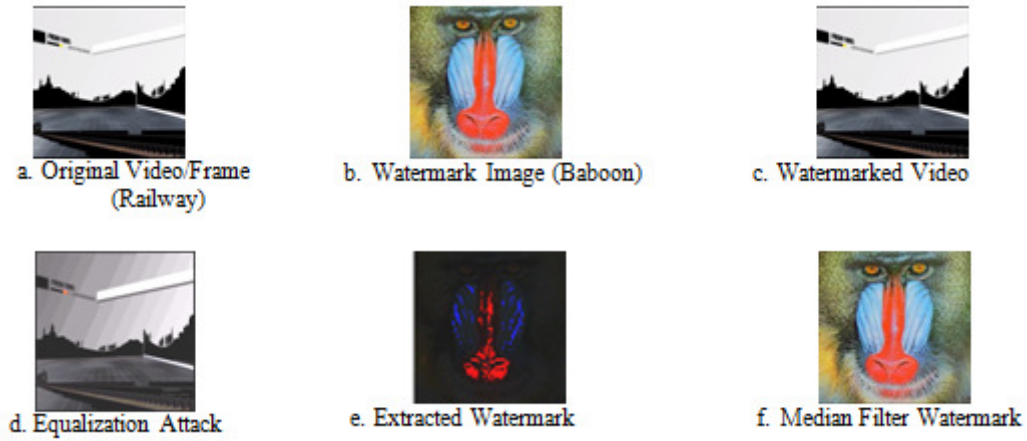 a. Original Video/Frame
(Railway)
b. Watermark Image (Baboon)
c. Watermarked Video
d. Equalization Attack
e. Extracted Watermark
f. Median Filter Watermark